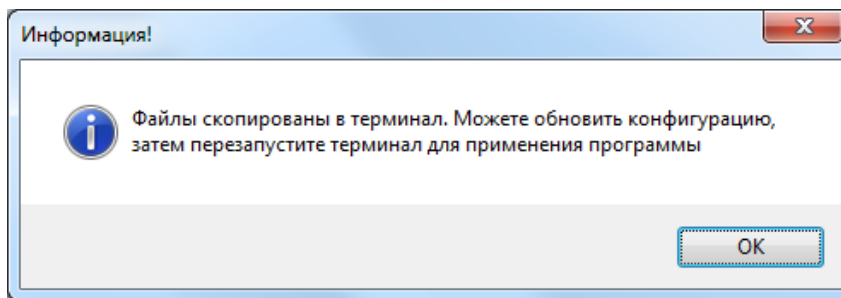 Информация!
Файлы скопированы в терминал. Можете обновить конфигурацию,
затем перезапустите терминал для применения программы
OK